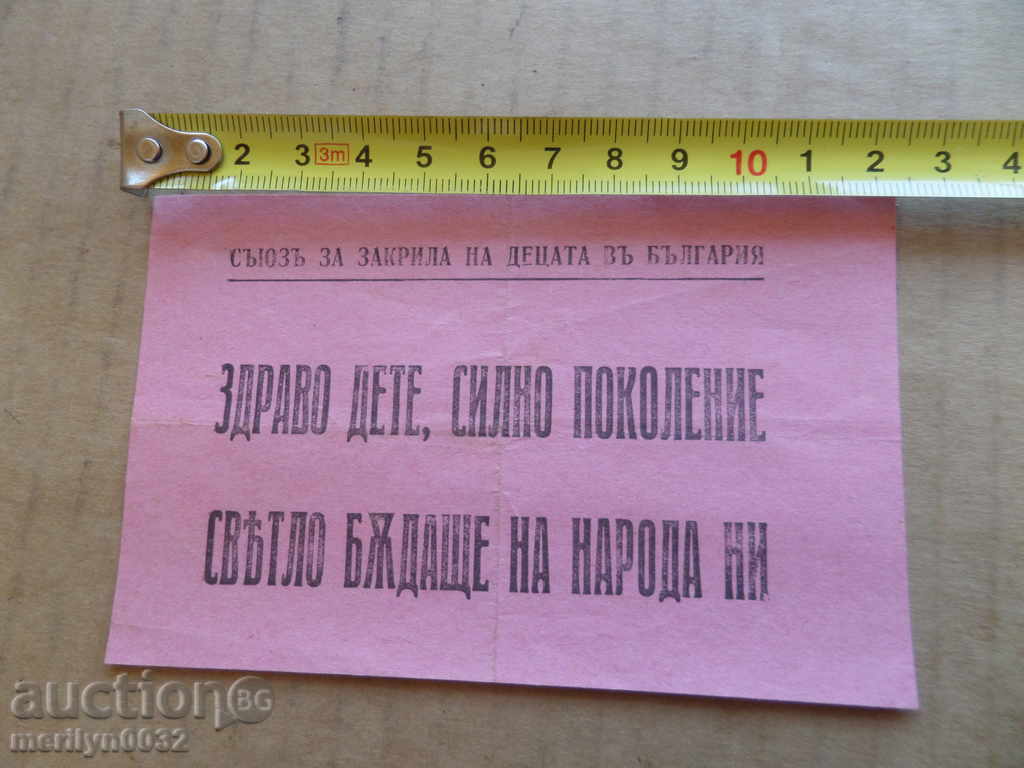 2 3 3m 4 5 6 7 8 9 10 1 2 3 4
СЪЮЗЪ ЗА ЗАКРИЛА НА ДЕЦАТА ВЪ БЪЛГАРИЯ
ЗДРАВО ДЕТЕ, СИЛНО ПОКОЛЕНИЕ
СВѢТЛО БѪДАЩЕ НА НАРОДА НИ
auction BG
merilyn0032